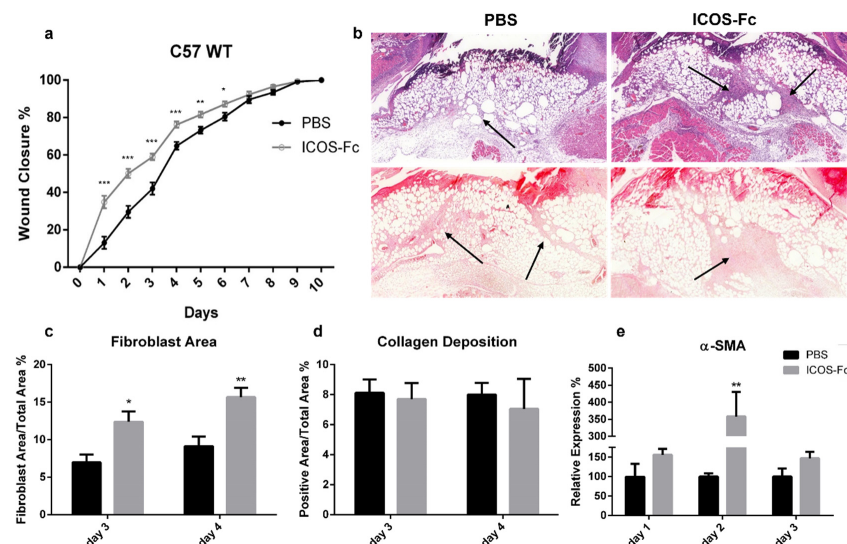 a
C57 WT
Wound Closure %
100
80
60
40
20
0
***
***
***
***
**
*
PBS
ICOS-Fc
0 1 2 3 4 5 6 7 8 9 10
Days
b
PBS
ICOS-Fc
c
Fibroblast Area
Fibroblast Area/Total Area %
20
15
10
5
0
*
**
day 3
day 4
d
Collagen Deposition
Positive Area/Total Area %
10
8
6
4
2
0
day 3
day 4
e
α-SMA
PBS
ICOS-Fc
Relative Expression %
500
450
400
350
300
150
100
50
0
**
day 1
day 2
day 3